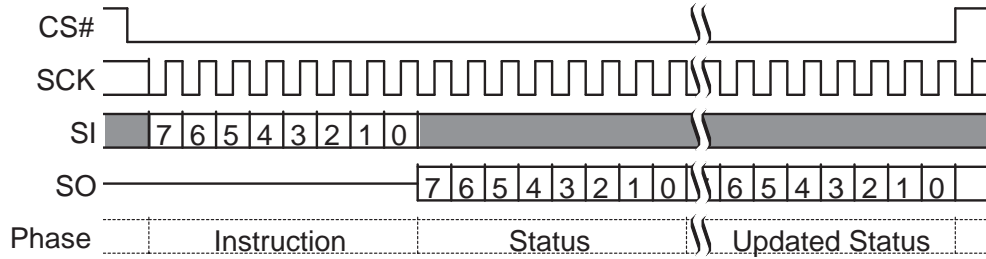 CS#
SCK
SI 7 6 5 4 3 2 1 0
SO 7 6 5 4 3 2 1 0 6 5 4 3 2 1 0
Phase Instruction Status Updated Status